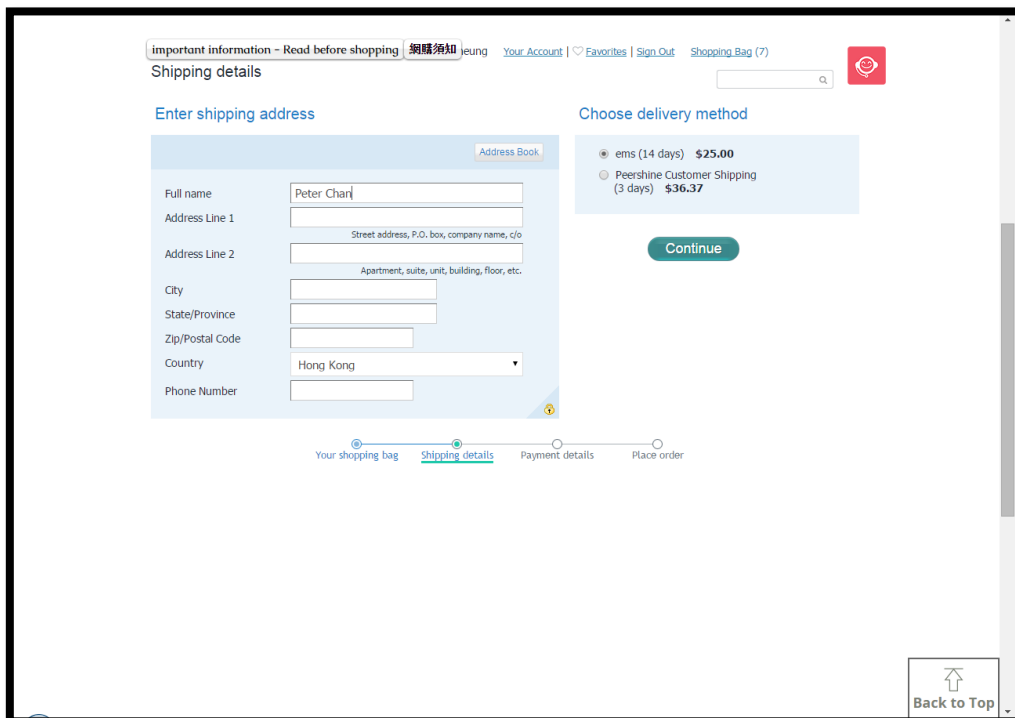 important information - Read before shopping 網購須知 eung Your Account | Favorites | Sign Out Shopping Bag (7)
Shipping details
Enter shipping address
Address Book
Full name Peter Chan
Address Line 1
Street address, P.O. box, company name, c/o
Address Line 2
Apartment, suite, unit, building, floor, etc.
City
State/Province
Zip/Postal Code
Country Hong Kong
Phone Number
Choose delivery method
ems (14 days) $25.00
Peershine Customer Shipping
(3 days) $36.37
Continue
Your shopping bag Shipping details Payment details Place order
Back to Top